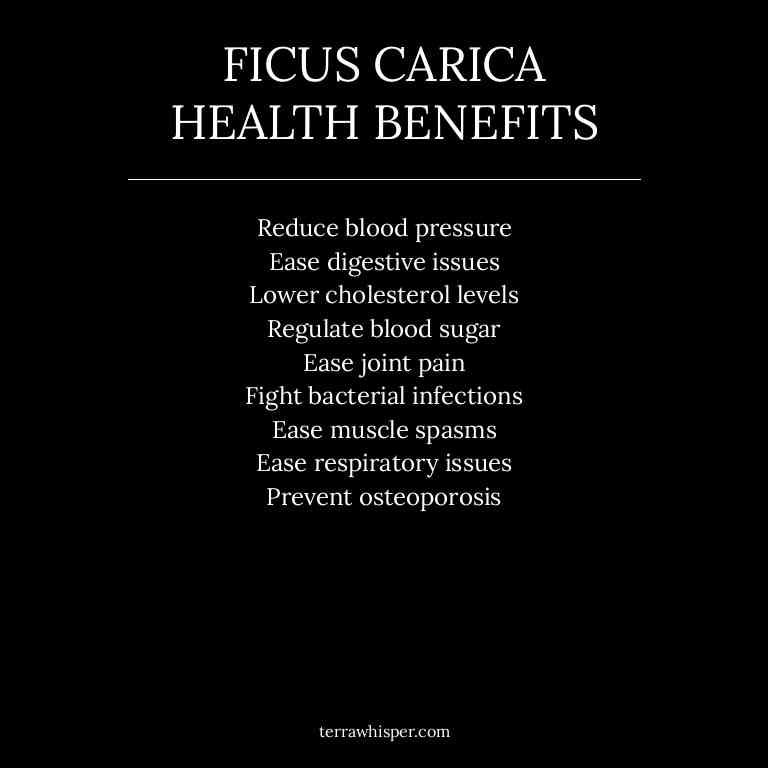 FICUS CARICA
HEALTH BENEFITS
Reduce blood pressure
Ease digestive issues
Lower cholesterol levels
Regulate blood sugar
Ease joint pain
Fight bacterial infections
Ease muscle spasms
Ease respiratory issues
Prevent osteoporosis
terrawhisper.com